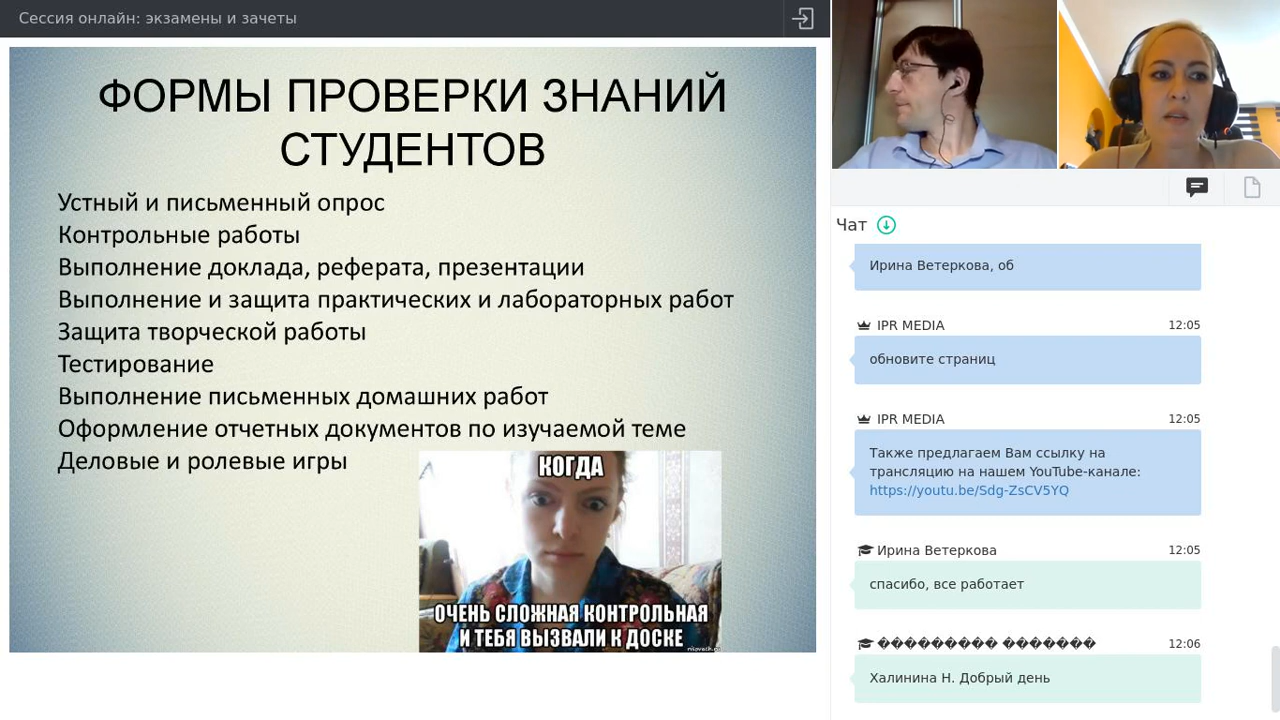 Сессия онлайн: экзамены и зачеты
ФОРМЫ ПРОВЕРКИ ЗНАНИЙ
СТУДЕНТОВ
Устный и письменный опрос
Контрольные работы
Выполнение доклада, реферата, презентации
Выполнение и защита практических и лабораторных работ
Защита творческой работы
Тестирование
Выполнение письменных домашних работ
Оформление отчетных документов по изучаемой теме
Деловые и ролевые игры
КОГДА
ОЧЕНЬ СЛОЖНАЯ КОНТРОЛЬНАЯ
И ТЕБЯ ВЫЗВАЛИ К ДОСКЕ
Чат
Ирина Ветеркова, об
IPR MEDIA 12:05
обновите страниц
IPR MEDIA 12:05
Также предлагаем Вам ссылку на
трансляцию на нашем YouTube-канале:
https://youtu.be/Sdg-ZsCV5YQ
Ирина Ветеркова 12:05
спасибо, все работает
��������� ������� 12:06
Халинина Н. Добрый день